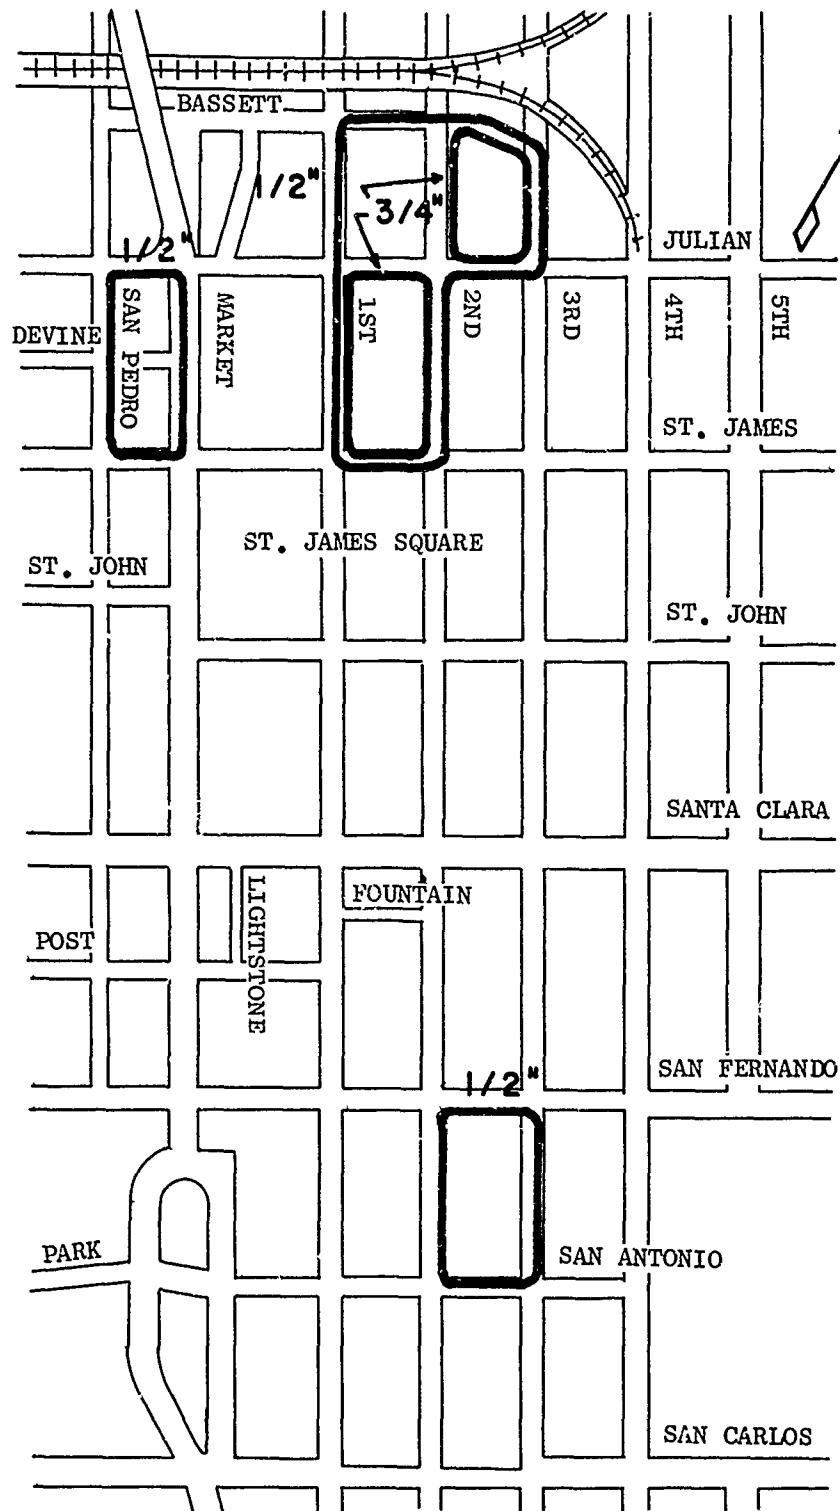 BASSETT
1/2"
3/4"
JULIAN
1/2"
SAN PEDRO
MARKET
1ST
2ND
3RD
4TH
5TH
DEVINE
ST. JAMES
ST. JAMES SQUARE
ST. JOHN
ST. JOHN
SANTA CLARA
LIGHTSTONE
FOUNTAIN
POST
SAN FERNANDO
1/2"
PARK
SAN ANTONIO
SAN CARLOS